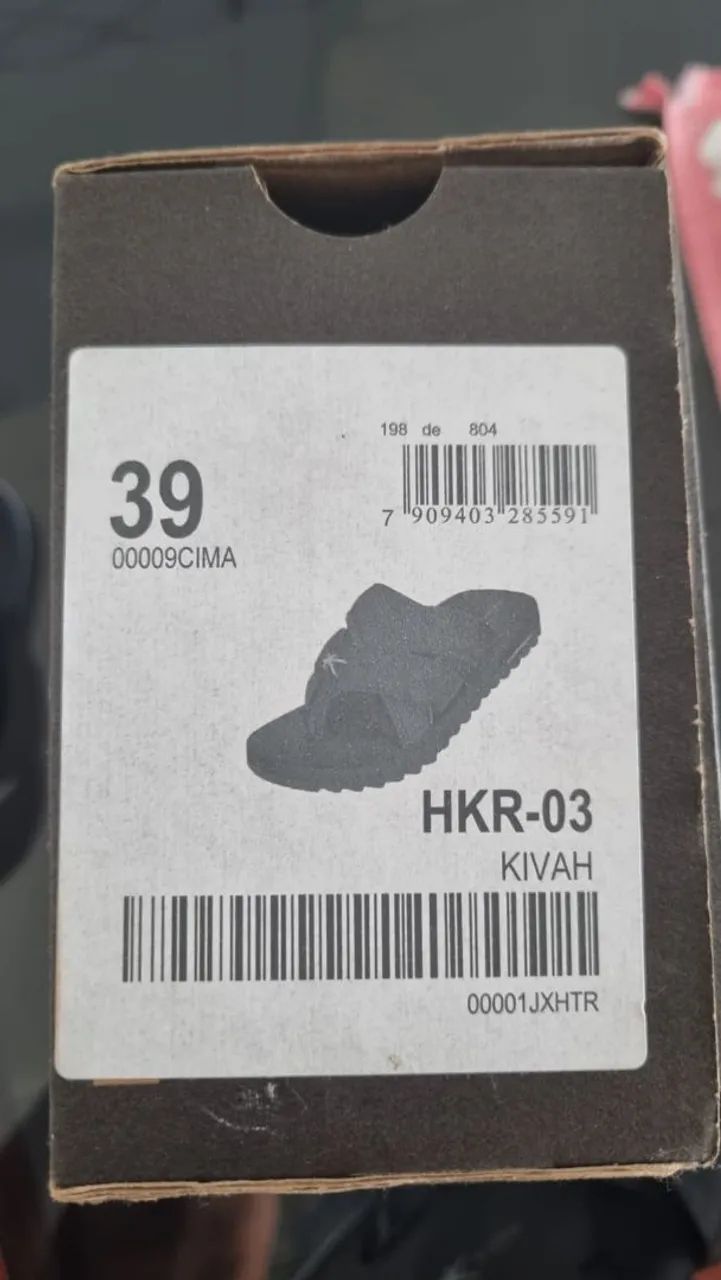 198 de 804
39
7 909403 285591
00009CIMA
HKR-03
KIVAH
00001JXHTR